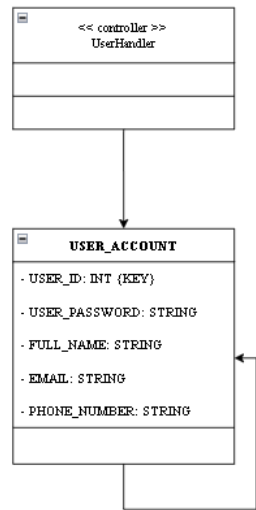 << controller >>
UserHandler
USER_ACCOUNT
- USER_ID: INT {KEY}
- USER_PASSWORD: STRING
- FULL_NAME: STRING
- EMAIL: STRING
- PHONE_NUMBER: STRING